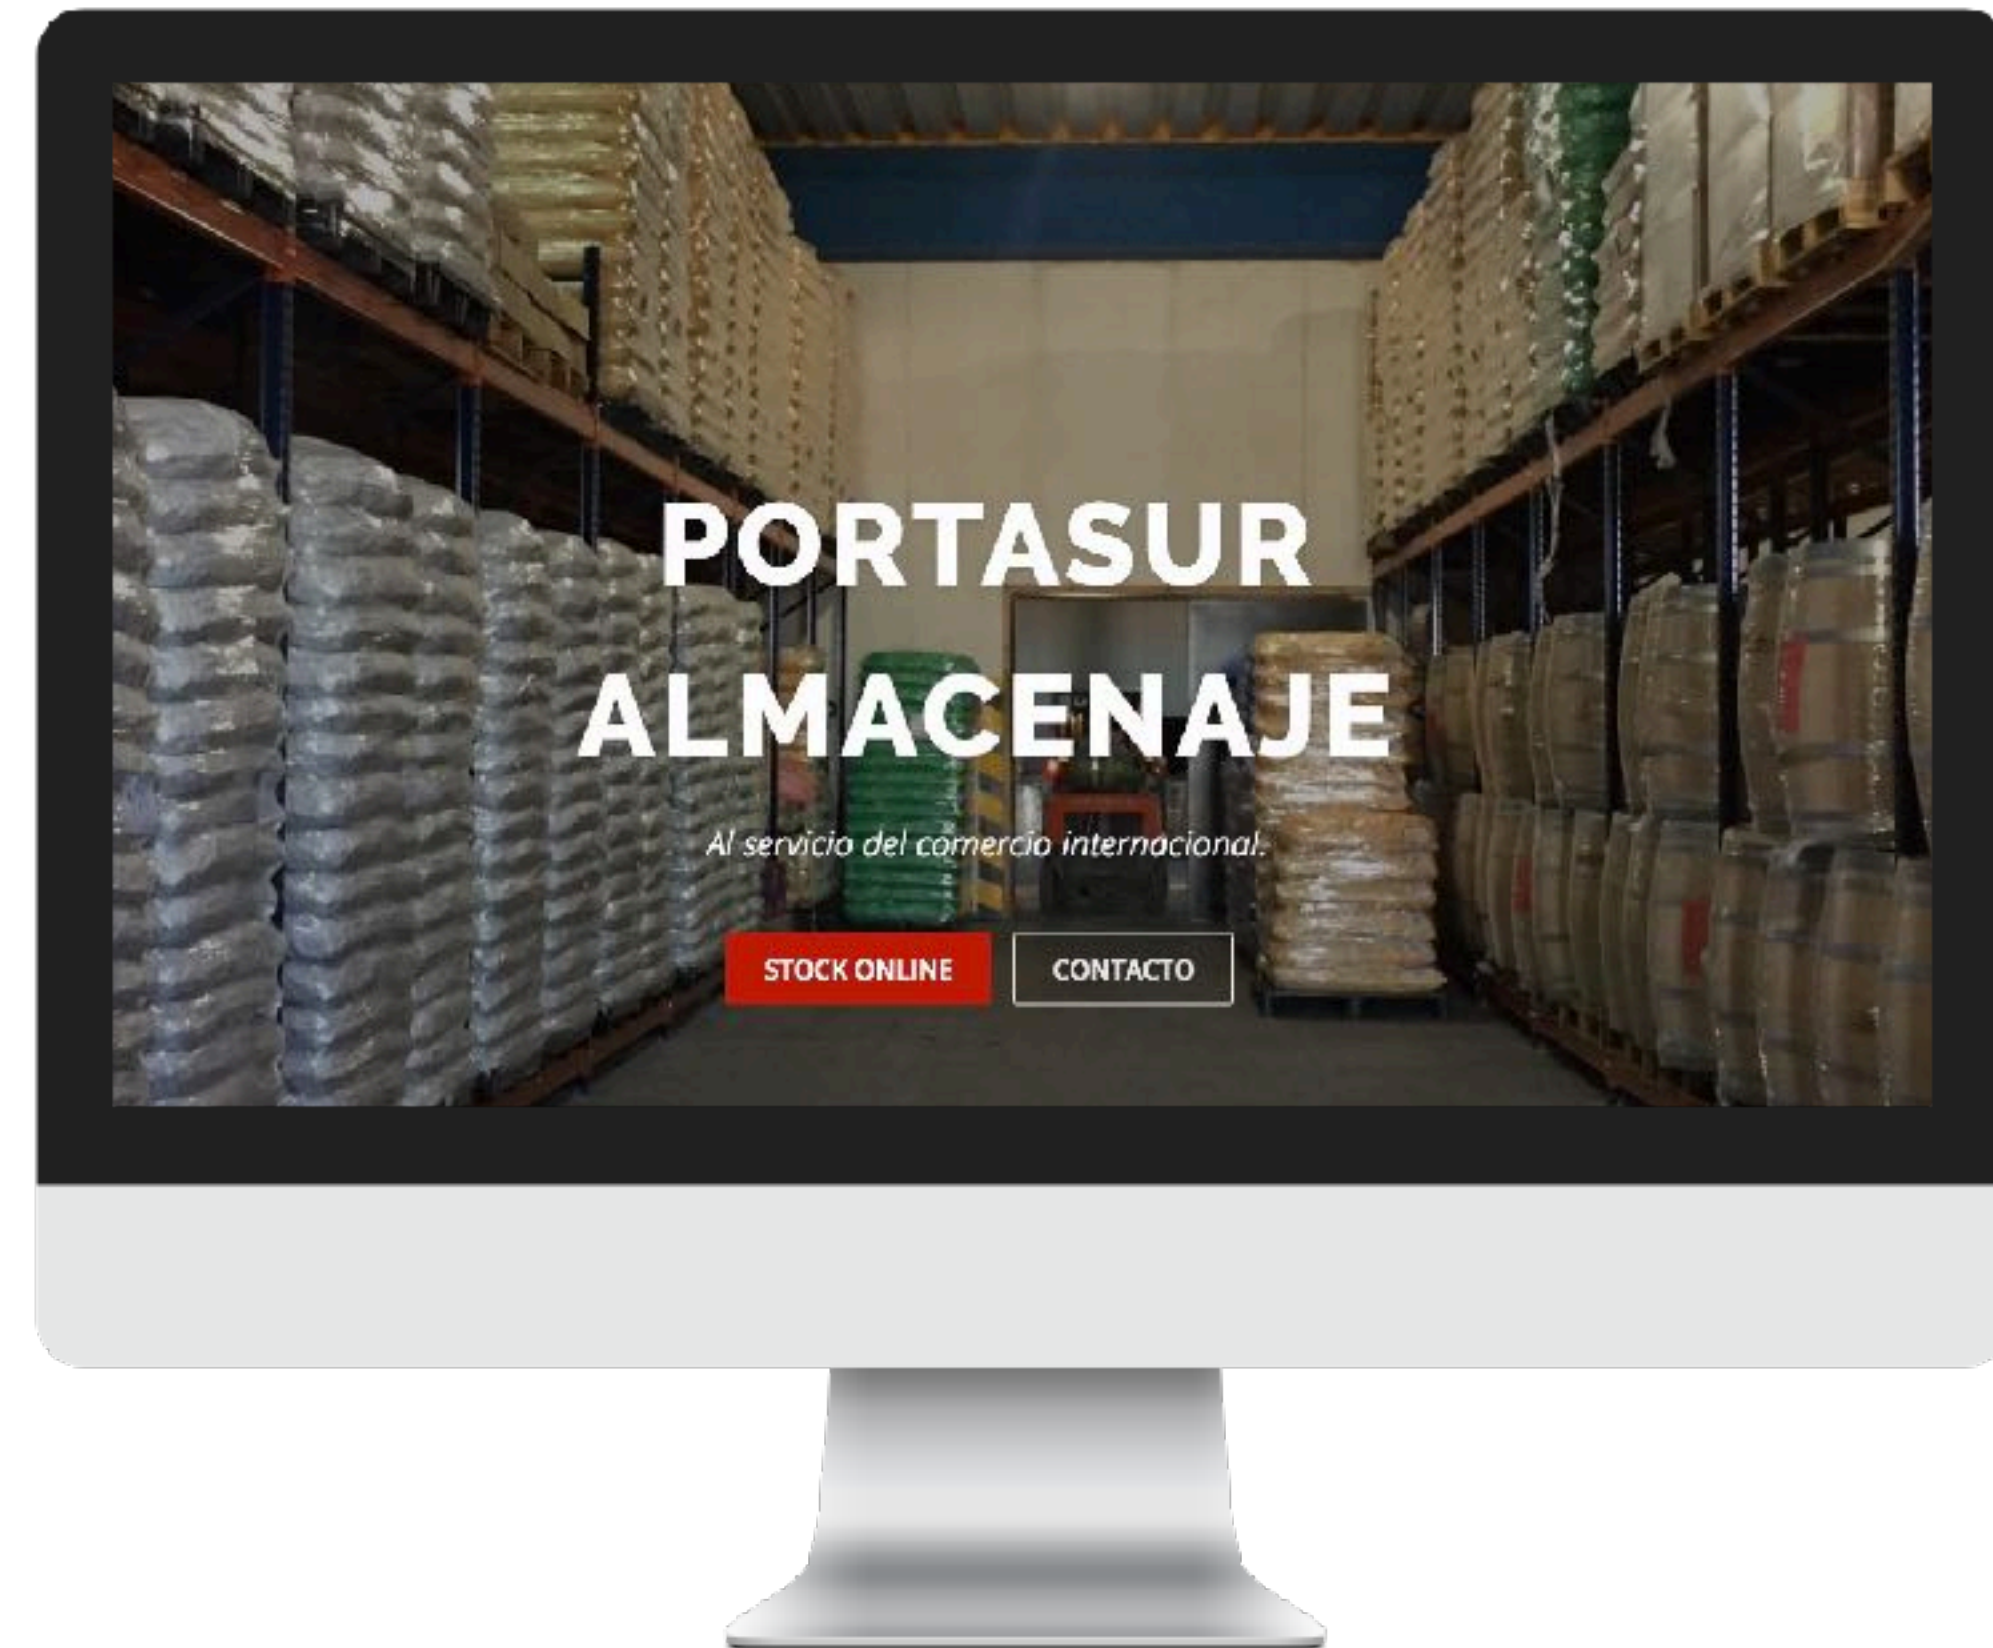 PORTASUR
ALMACENAJE
Al servicio del comercio internacional.
STOCK ONLINE
CONTACTO